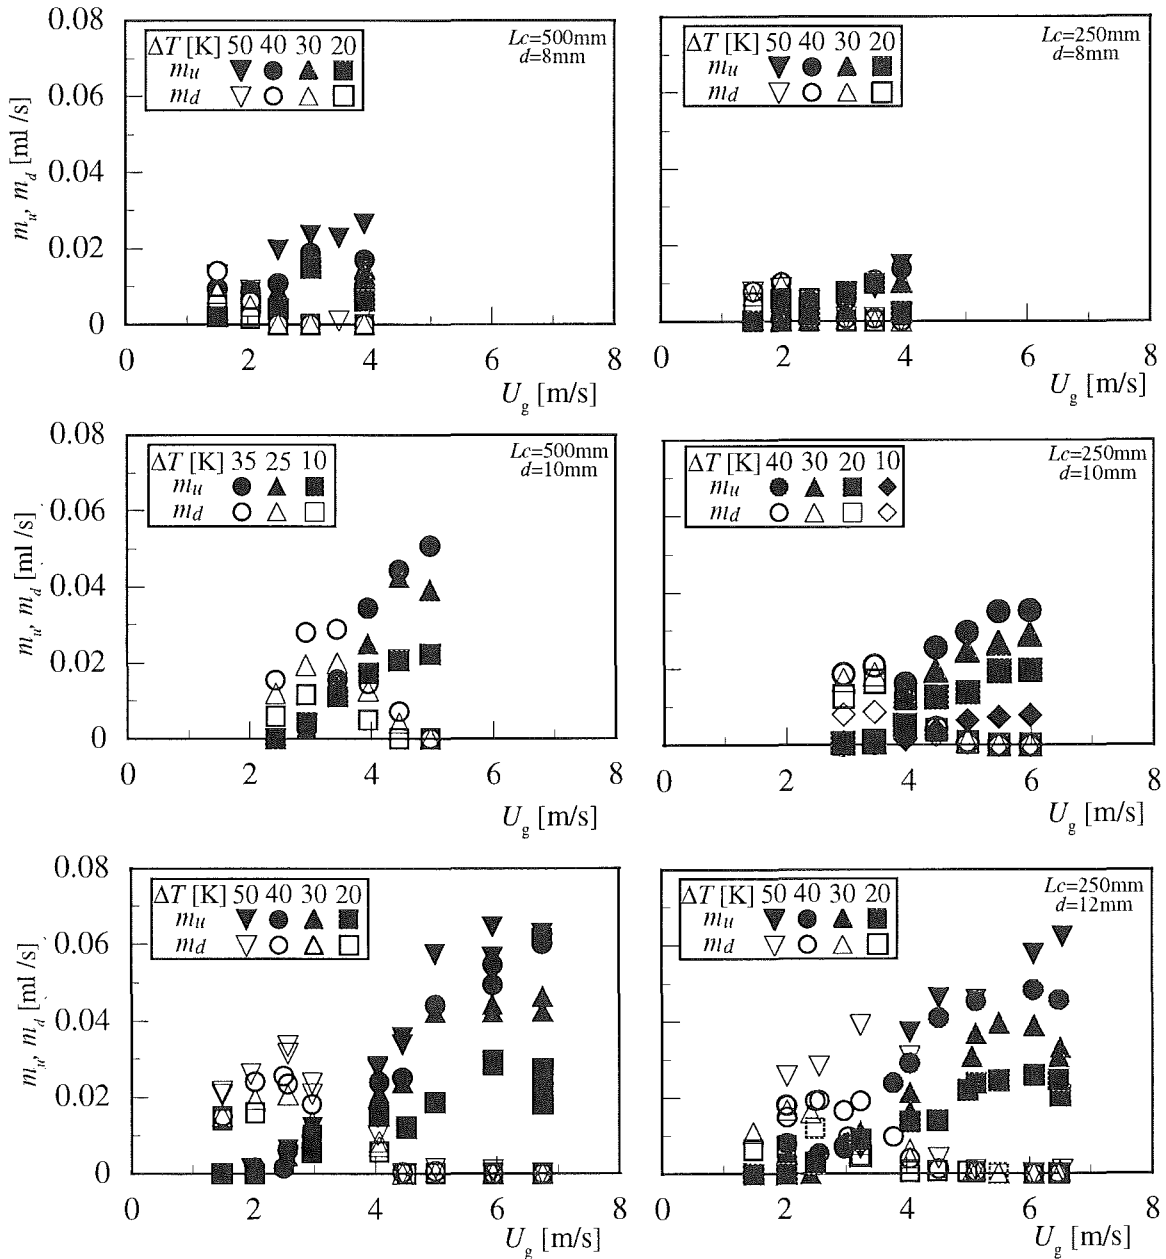 ΔT [K] 50 40 30 20
m_u
m_d
Lc=500mm
d=8mm
0.08
0.06
0.04
0.02
0
m_u, m_d [ml /s]
0 2 4 6 8
U_g [m/s]
ΔT [K] 50 40 30 20
m_u
m_d
Lc=250mm
d=8mm
0 2 4 6 8
U_g [m/s]
ΔT [K] 35 25 10
m_u
m_d
Lc=500mm
d=10mm
0.08
0.06
0.04
0.02
0
m_u, m_d [ml /s]
0 2 4 6 8
U_g [m/s]
ΔT [K] 40 30 20 10
m_u
m_d
Lc=250mm
d=10mm
0 2 4 6 8
U_g [m/s]
ΔT [K] 50 40 30 20
m_u
m_d
0.08
0.06
0.04
0.02
0
m_u, m_d [ml /s]
0 2 4 6 8
U_g [m/s]
ΔT [K] 50 40 30 20
m_u
m_d
Lc=250mm
d=12mm
0 2 4 6 8
U_g [m/s]